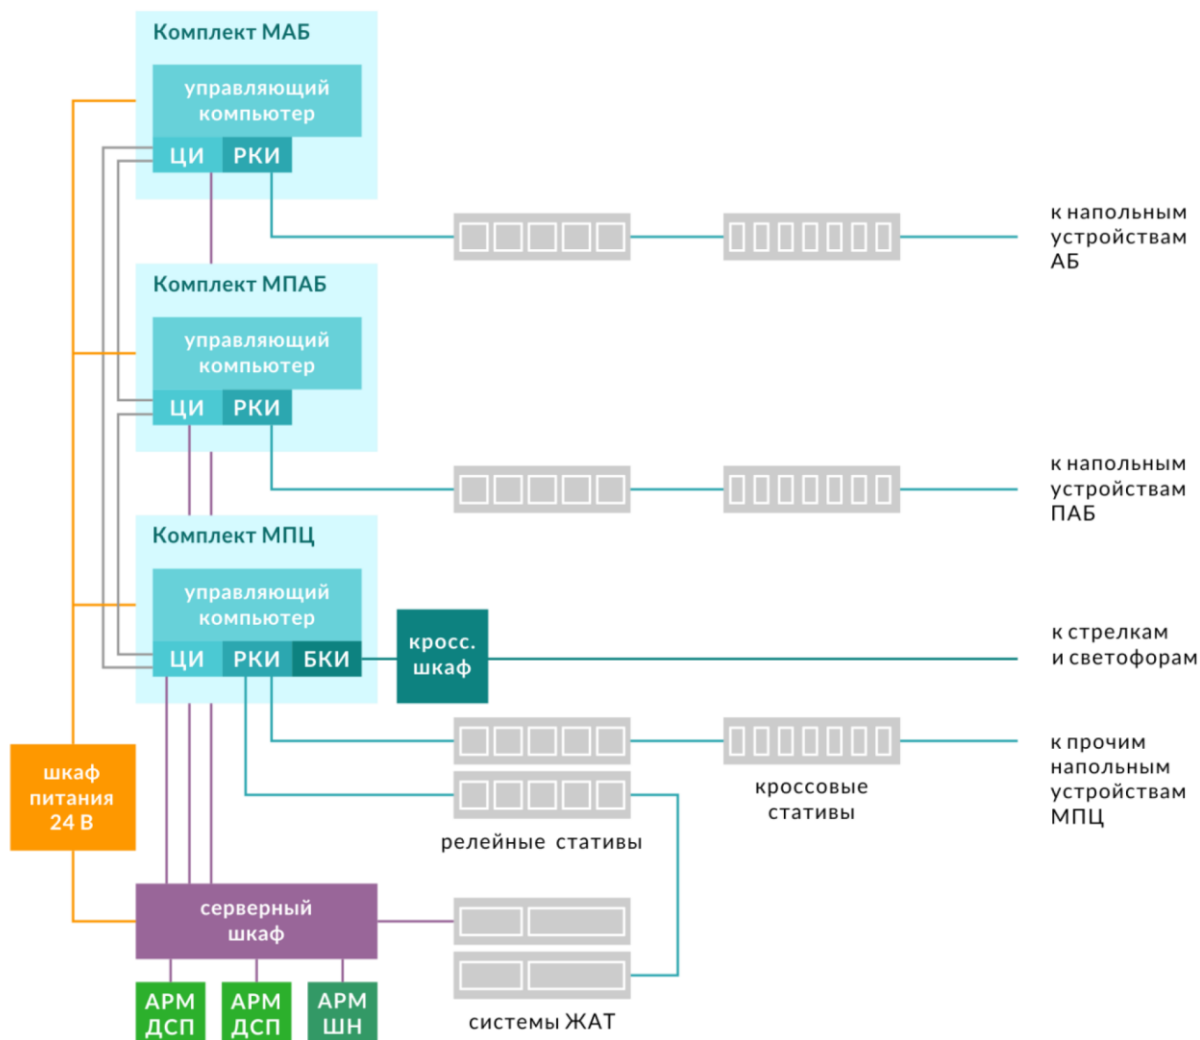 Комплект МАБ
управляющий
компьютер
ЦИ РКИ
к напольным
устройствам
АБ
Комплект МПАБ
управляющий
компьютер
ЦИ РКИ
к напольным
устройствам
ПАБ
Комплект МПЦ
управляющий
компьютер
ЦИ РКИ БКИ
кросс.
шкаф
к стрелкам
и светофорам
к прочим
напольным
устройствам
МПЦ
кроссовые
стативы
релейные стативы
шкаф
питания
24 В
серверный
шкаф
АРМ
ДСП
АРМ
ДСП
АРМ
ШН
системы ЖАТ